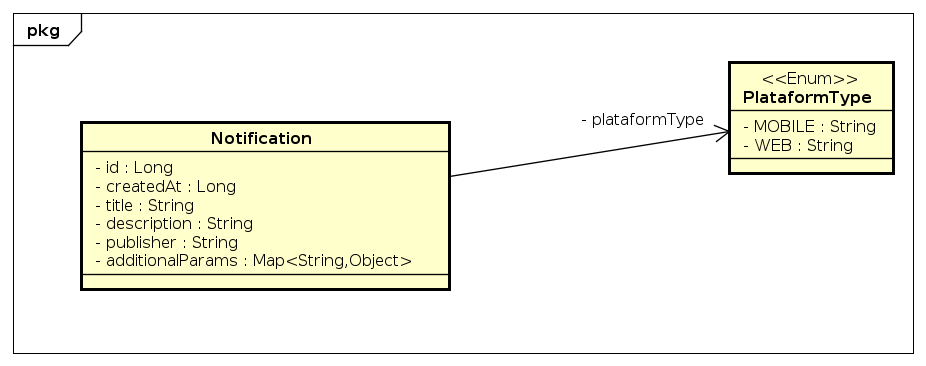 pkg
<<Enum>>
PlataformType
- MOBILE : String
- WEB : String
- plataformType
Notification
- id : Long
- createdAt : Long
- title : String
- description : String
- publisher : String
- additionalParams : Map<String,Object>